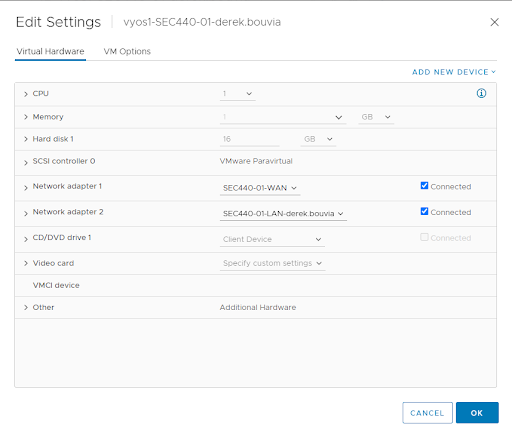 Edit Settings | vyos1-SEC440-01-derek.bouvia
Virtual Hardware VM Options
ADD NEW DEVICE
CPU 1
Memory GB
Hard disk 1 16 GB
SCSI controller 0 VMware Paravirtual
Network adapter 1 SEC440-01-WAN Connected
Network adapter 2 SEC440-01-LAN-derek.bouvia Connected
CD/DVD drive 1 Client Device Connected
Video card Specify custom settings
VMCI device
Other Additional Hardware
CANCEL OK